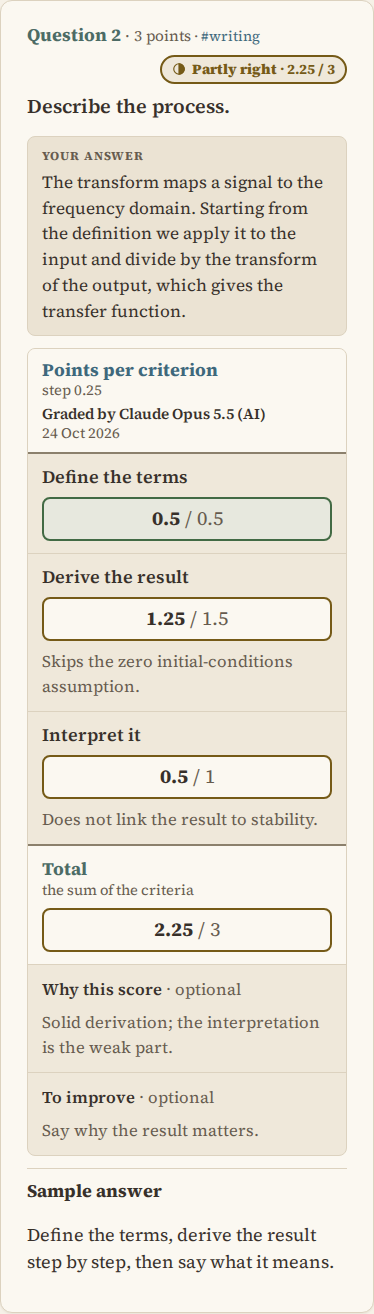 Question 2 · 3 points · #writing
Partly right · 2.25 / 3
Describe the process.
YOUR ANSWER
The transform maps a signal to the
frequency domain. Starting from
the definition we apply it to the
input and divide by the transform
of the output, which gives the
transfer function.
Points per criterion
step 0.25
Graded by Claude Opus 5.5 (AI)
24 Oct 2026
Define the terms
0.5 / 0.5
Derive the result
1.25 / 1.5
Skips the zero initial-conditions
assumption.
Interpret it
0.5 / 1
Does not link the result to stability.
Total
the sum of the criteria
2.25 / 3
Why this score · optional
Solid derivation; the interpretation
is the weak part.
To improve · optional
Say why the result matters.
Sample answer
Define the terms, derive the result
step by step, then say what it means.